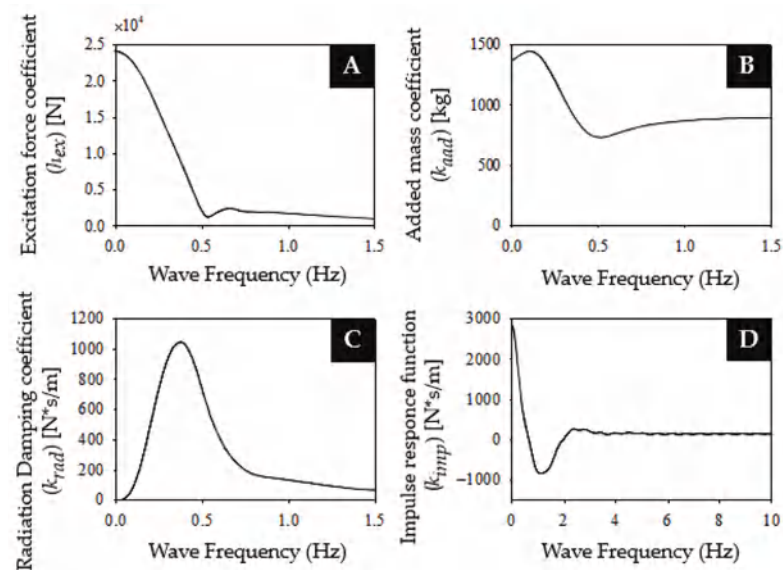 ×10⁴
2.5
2.0
1.5
1.0
0.5
0.0
0.0 0.5 1.0 1.5
Excitation force coefficient
(hex) [N]
Wave Frequency (Hz)
A
1500
1000
500
0
0.0 0.5 1.0 1.5
Added mass coefficient
(kaad) [kg]
Wave Frequency (Hz)
B
1200
1000
800
600
400
200
0
0.0 0.5 1.0 1.5
Radiation Damping coefficient
(krad) [N*s/m]
Wave Frequency (Hz)
C
3000
2000
1000
0
−1000
0 2 4 6 8 10
Impulse responce function
(kimp) [N*s/m]
Wave Frequency (Hz)
D